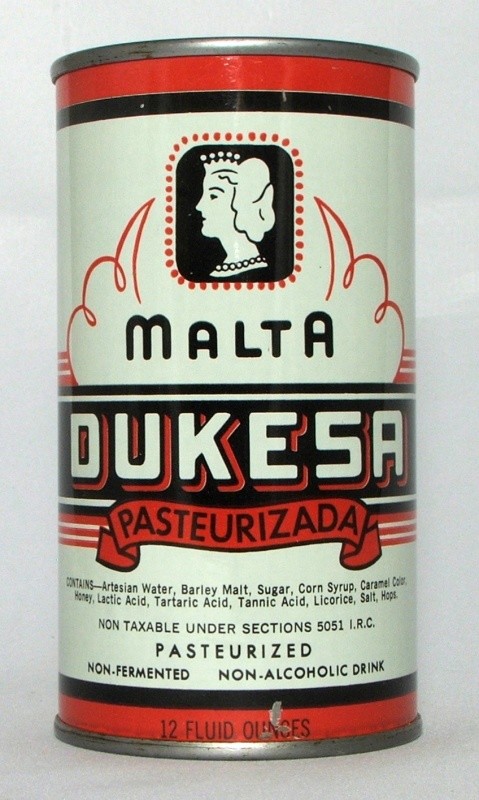 MALTA
DUKESA
PASTEURIZADA
CONTAINS—Artesian Water, Barley Malt, Sugar, Corn Syrup, Caramel Color,
Honey, Lactic Acid, Tartaric Acid, Tannic Acid, Licorice, Salt, Hops.
NON TAXABLE UNDER SECTIONS 5051 I.R.C.
PASTEURIZED
NON-FERMENTED NON-ALCOHOLIC DRINK
12 FLUID OUNCES